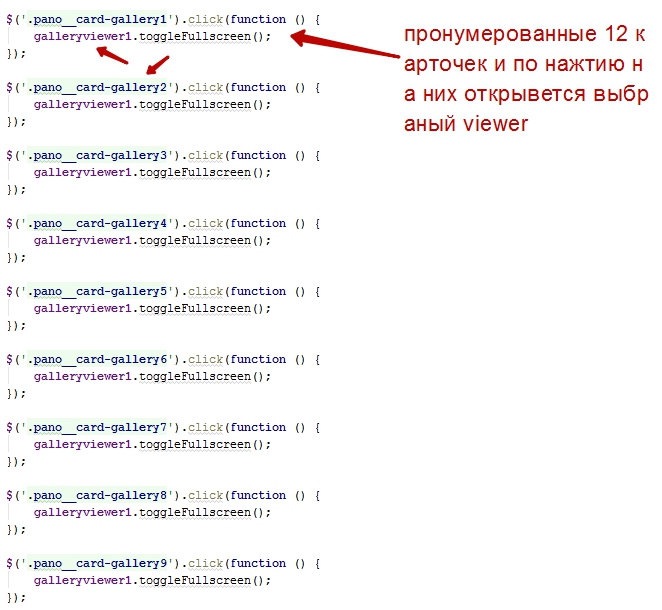 $('.pano__card-gallery1').click(function () {
    galleryviewer1.toggleFullscreen();
});
пронумерованные 12 к
арточек и по нажтию н
а них открывется выбр
аный viewer
$('.pano__card-gallery2').click(function () {
    galleryviewer1.toggleFullscreen();
});
$('.pano__card-gallery3').click(function () {
    galleryviewer1.toggleFullscreen();
});
$('.pano__card-gallery4').click(function () {
    galleryviewer1.toggleFullscreen();
});
$('.pano__card-gallery5').click(function () {
    galleryviewer1.toggleFullscreen();
});
$('.pano__card-gallery6').click(function () {
    galleryviewer1.toggleFullscreen();
});
$('.pano__card-gallery7').click(function () {
    galleryviewer1.toggleFullscreen();
});
$('.pano__card-gallery8').click(function () {
    galleryviewer1.toggleFullscreen();
});
$('.pano__card-gallery9').click(function () {
    galleryviewer1.toggleFullscreen();
});